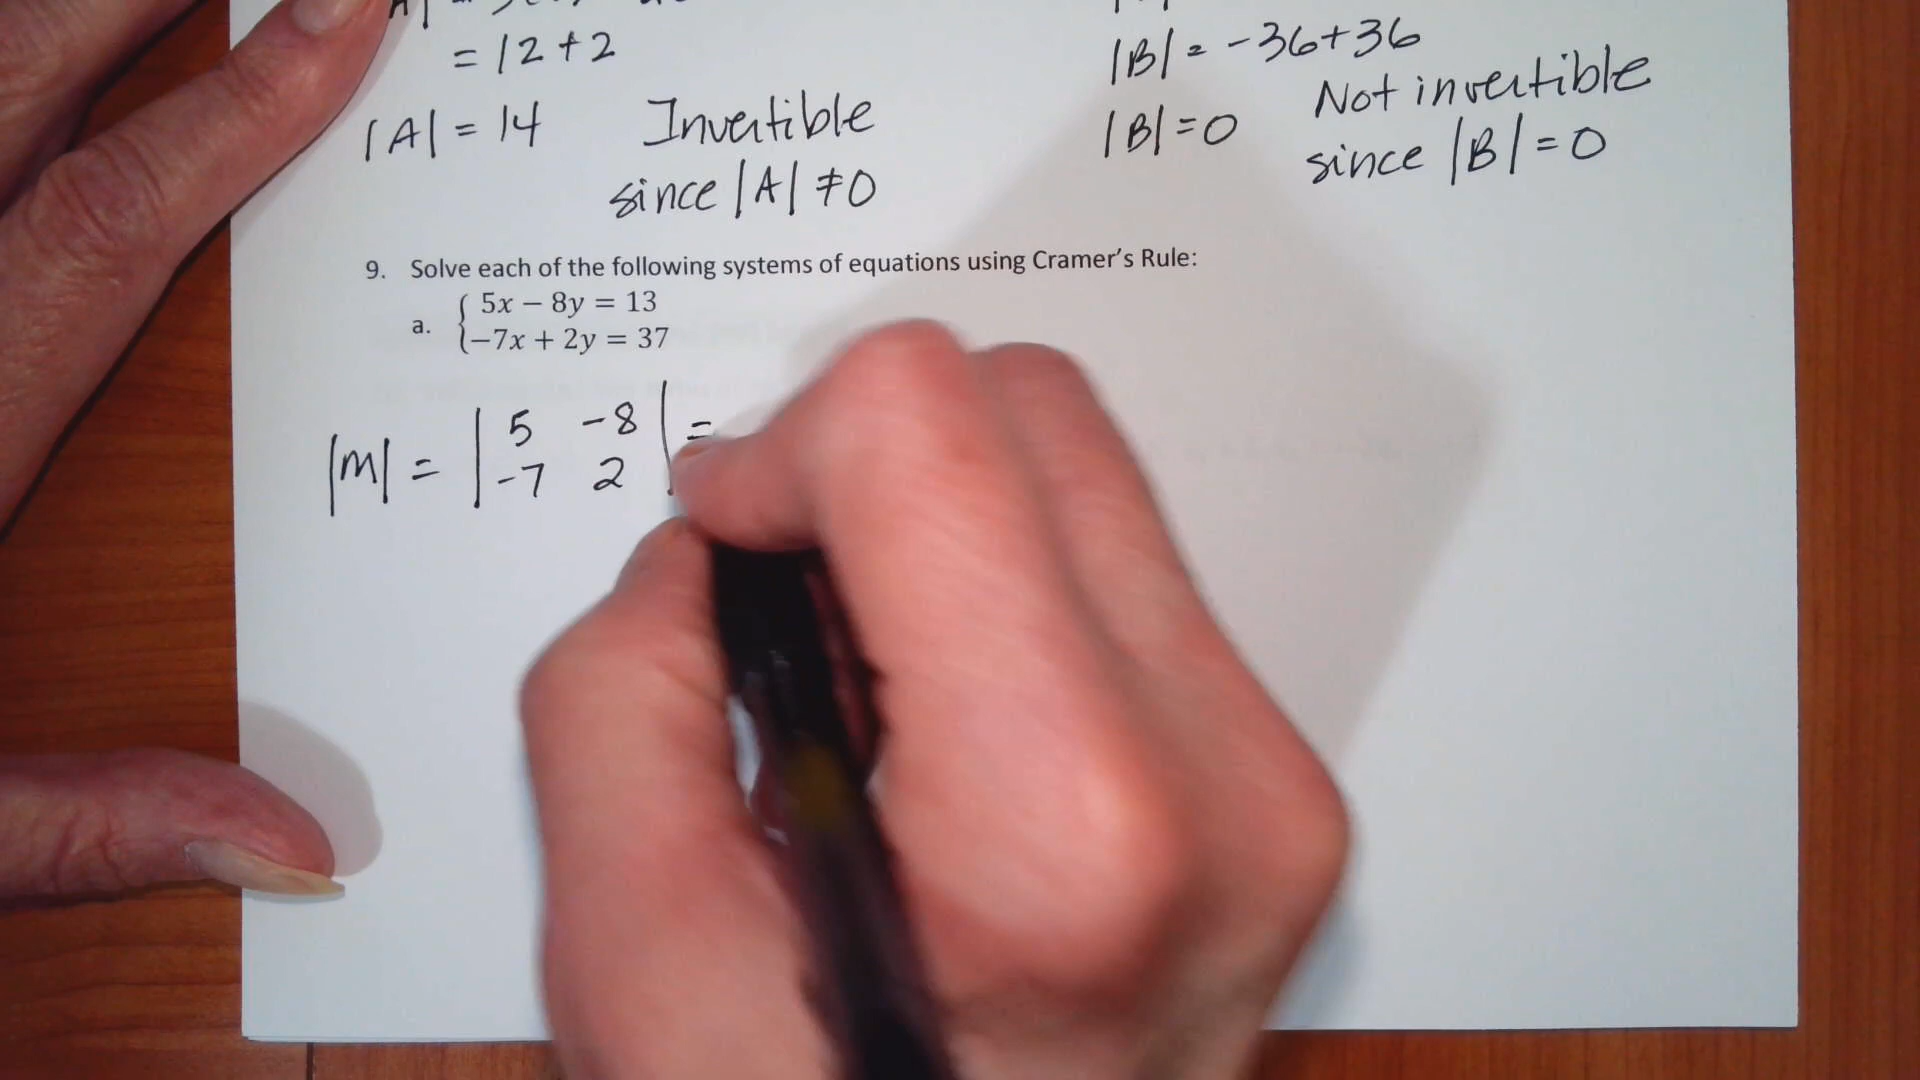 = 12 + 2
|B| = -36+36
|A| = 14 Invertible
since |A| ≠ 0
|B| = 0 Not invertible
since |B| = 0
9. Solve each of the following systems of equations using Cramer's Rule:
a. { 5x − 8y = 13
−7x + 2y = 37
|M| = | 5 -8 | =
-7 2